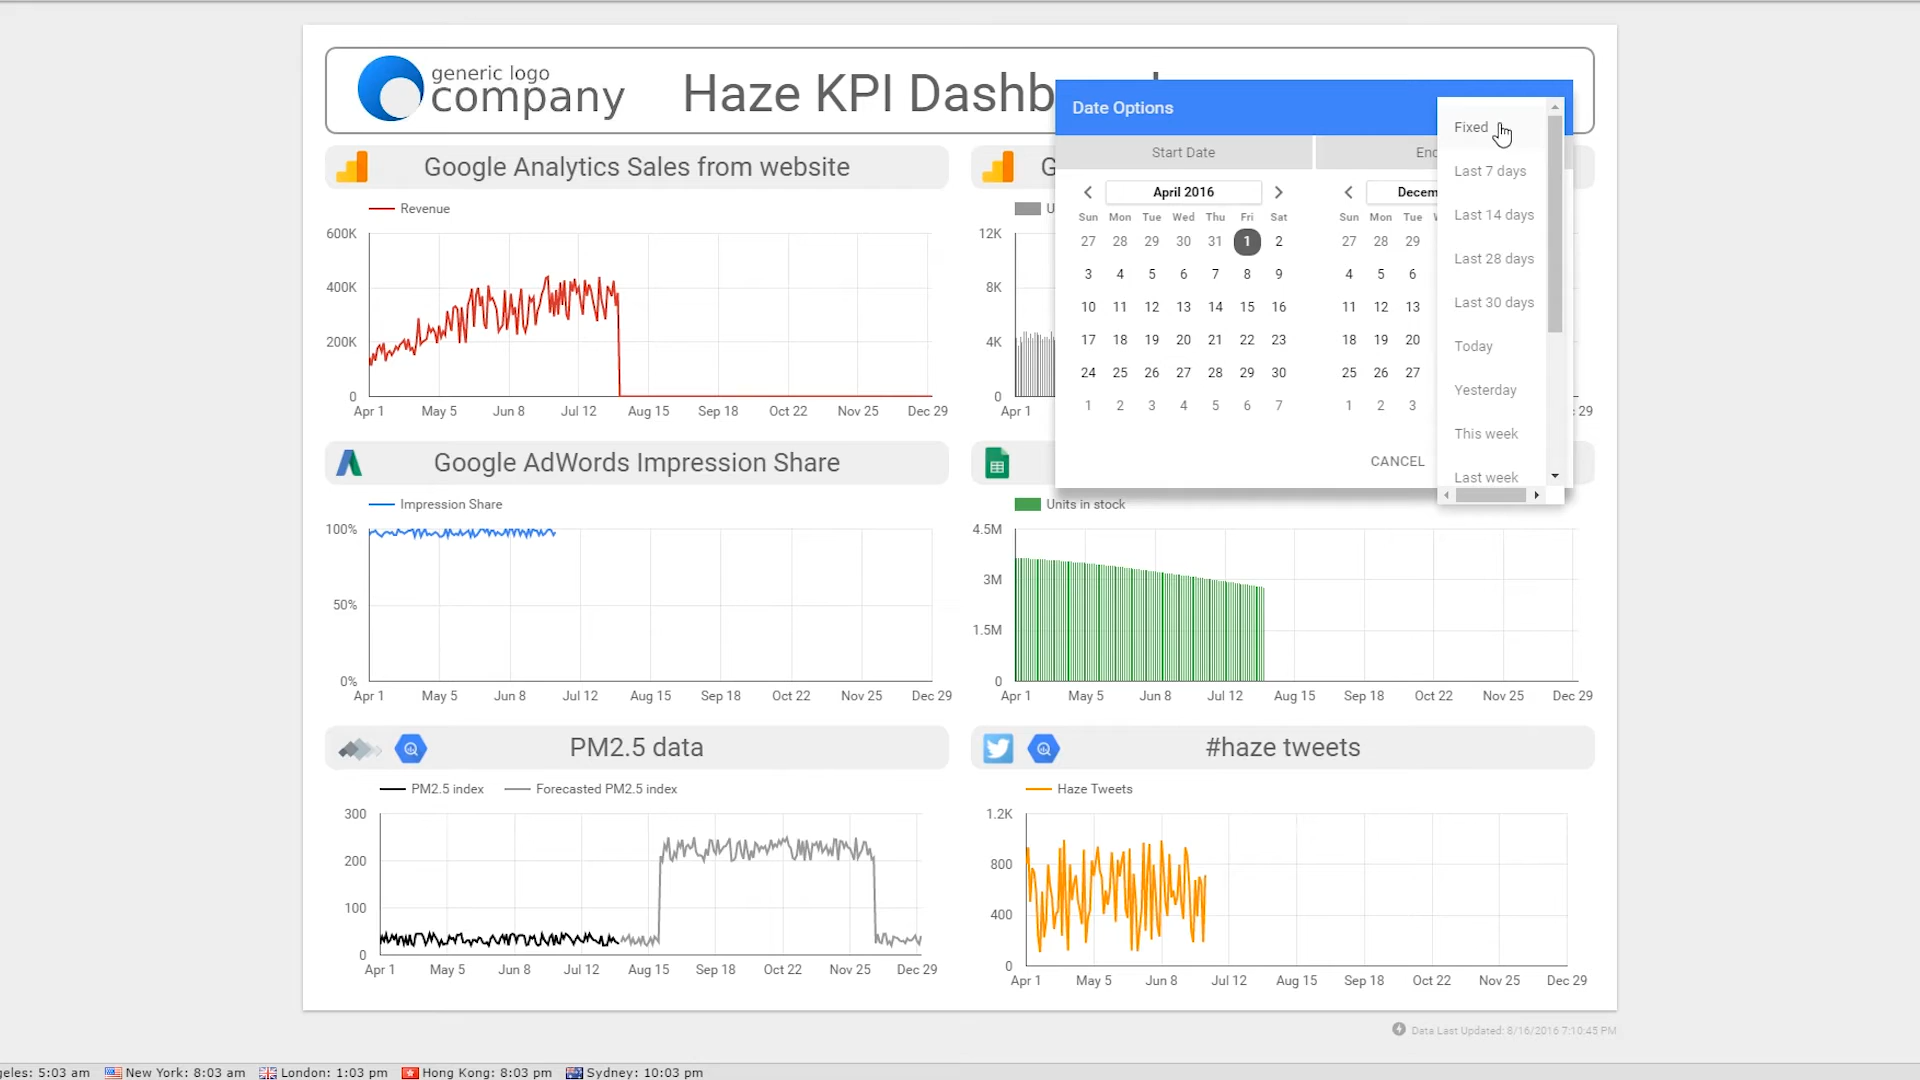 generic logo
company
Haze KPI Dashb
Date Options
Fixed
Last 7 days
Last 14 days
Last 28 days
Last 30 days
Today
Yesterday
This week
Last week
Start Date
Enc
April 2016
Sun Mon Tue Wed Thu Fri Sat
27 28 29 30 31 1 2
3 4 5 6 7 8 9
10 11 12 13 14 15 16
17 18 19 20 21 22 23
24 25 26 27 28 29 30
1 2 3 4 5 6 7
Decem
Sun Mon Tue
27 28 29
4 5 6
11 12 13
18 19 20
25 26 27
1 2 3
CANCEL
Google Analytics Sales from website
Revenue
600K
400K
200K
0
Apr 1 May 5 Jun 8 Jul 12 Aug 15 Sep 18 Oct 22 Nov 25 Dec 29
G
U
12K
8K
4K
0
Apr 1
29
Google AdWords Impression Share
Impression Share
100%
50%
0%
Apr 1 May 5 Jun 8 Jul 12 Aug 15 Sep 18 Oct 22 Nov 25 Dec 29
Units in stock
4.5M
3M
1.5M
0
Apr 1 May 5 Jun 8 Jul 12 Aug 15 Sep 18 Oct 22 Nov 25 Dec 29
PM2.5 data
PM2.5 index Forecasted PM2.5 index
300
200
100
0
Apr 1 May 5 Jun 8 Jul 12 Aug 15 Sep 18 Oct 22 Nov 25 Dec 29
#haze tweets
Haze Tweets
1.2K
800
400
0
Apr 1 May 5 Jun 8 Jul 12 Aug 15 Sep 18 Oct 22 Nov 25 Dec 29
Data Last Updated: 8/16/2016 7:10:45 PM
geles: 5:03 am New York: 8:03 am London: 1:03 pm Hong Kong: 8:03 pm Sydney: 10:03 pm